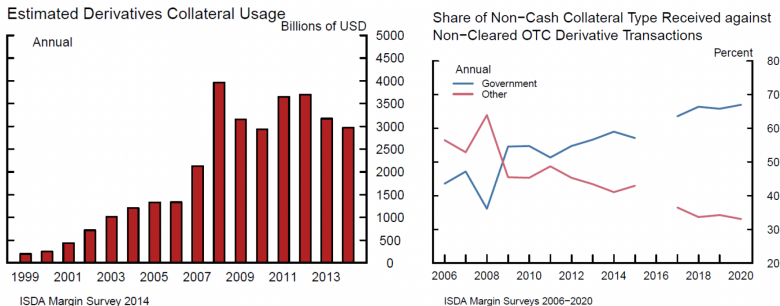 Estimated Derivatives Collateral Usage
Billions of USD
Annual
5000
4500
4000
3500
3000
2500
2000
1500
1000
500
0
1999 2001 2003 2005 2007 2009 2011 2013
ISDA Margin Survey 2014
Share of Non−Cash Collateral Type Received against
Non−Cleared OTC Derivative Transactions
Percent
Annual
Government
Other
80
70
60
50
40
30
20
2006 2008 2010 2012 2014 2016 2018 2020
ISDA Margin Surveys 2006−2020